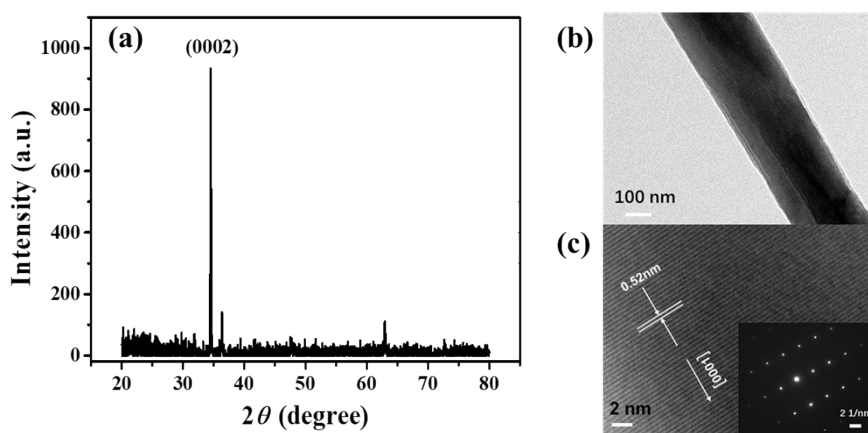 (a)
(0002)
Intensity (a.u.)
1000
800
600
400
200
0
20 30 40 50 60 70 80
2θ (degree)
(b)
100 nm
(c)
0.52nm
[0001]
2 nm
2 1/nm